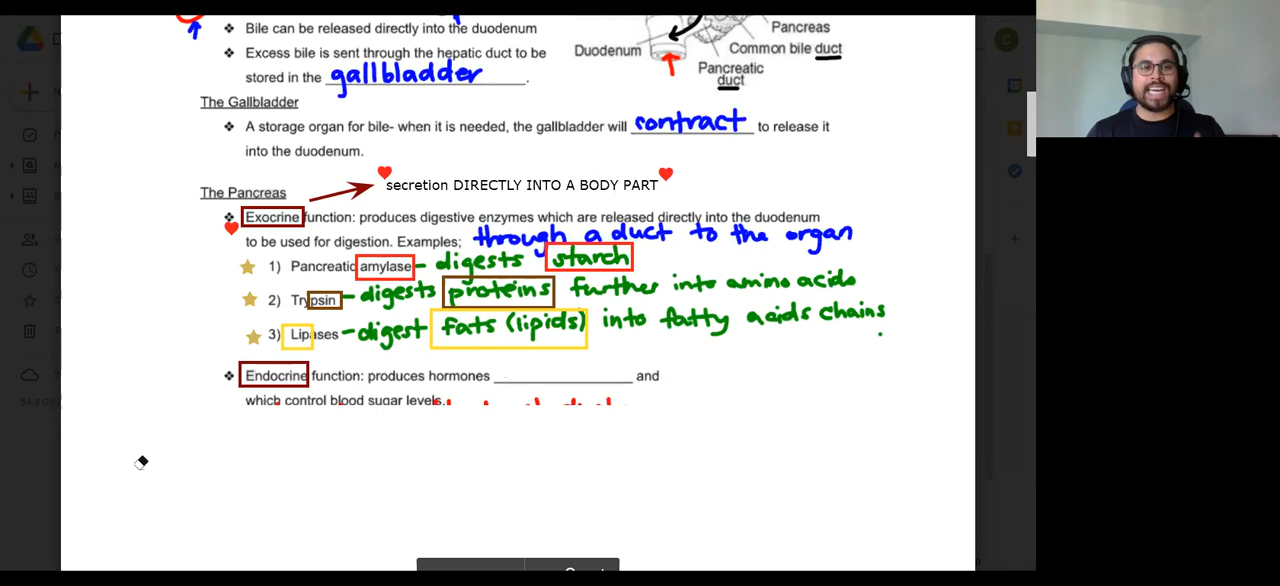 ❖ Bile can be released directly into the duodenum
❖ Excess bile is sent through the hepatic duct to be
stored in the gallbladder.
Duodenum
Pancreas
Common bile duct
Pancreatic
duct
The Gallbladder
❖ A storage organ for bile- when it is needed, the gallbladder will contract to release it
into the duodenum.
The Pancreas
secretion DIRECTLY INTO A BODY PART
❖ Exocrine function: produces digestive enzymes which are released directly into the duodenum
to be used for digestion. Examples; through a duct to the organ
1) Pancreatic amylase - digests starch
2) Trypsin - digests proteins further into amino acids
3) Lipases - digest fats (lipids) into fatty acids chains
❖ Endocrine function: produces hormones ____________________ and
which control blood sugar levels.
C